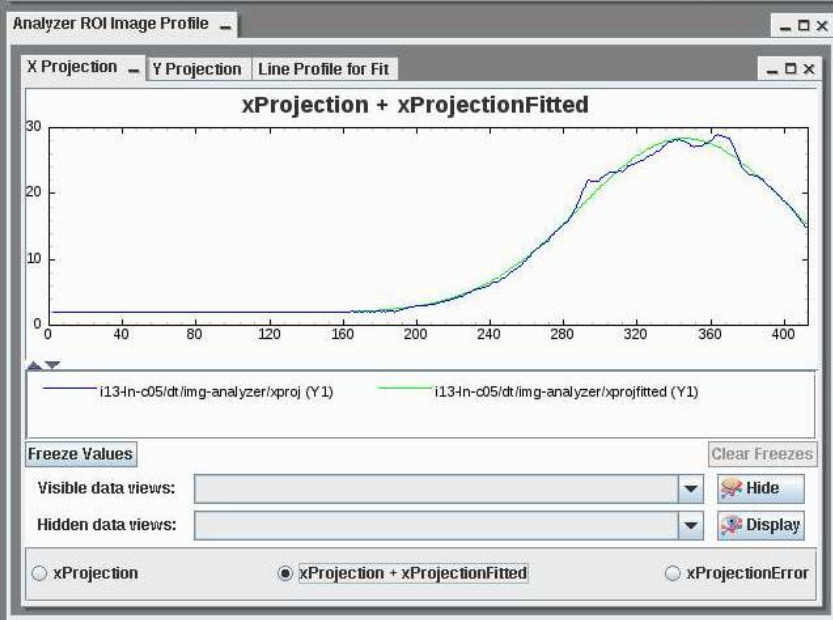 Analyzer ROI Image Profile
X Projection Y Projection Line Profile for Fit
xProjection + xProjectionFitted
30
20
10
0
0 40 80 120 160 200 240 280 320 360 400
i13-ln-c05/dt/img-analyzer/xproj (Y1) i13-ln-c05/dt/img-analyzer/xprojfitted (Y1)
Freeze Values Clear Freezes
Visible data views: Hide
Hidden data views: Display
xProjection xProjection + xProjectionFitted xProjectionError